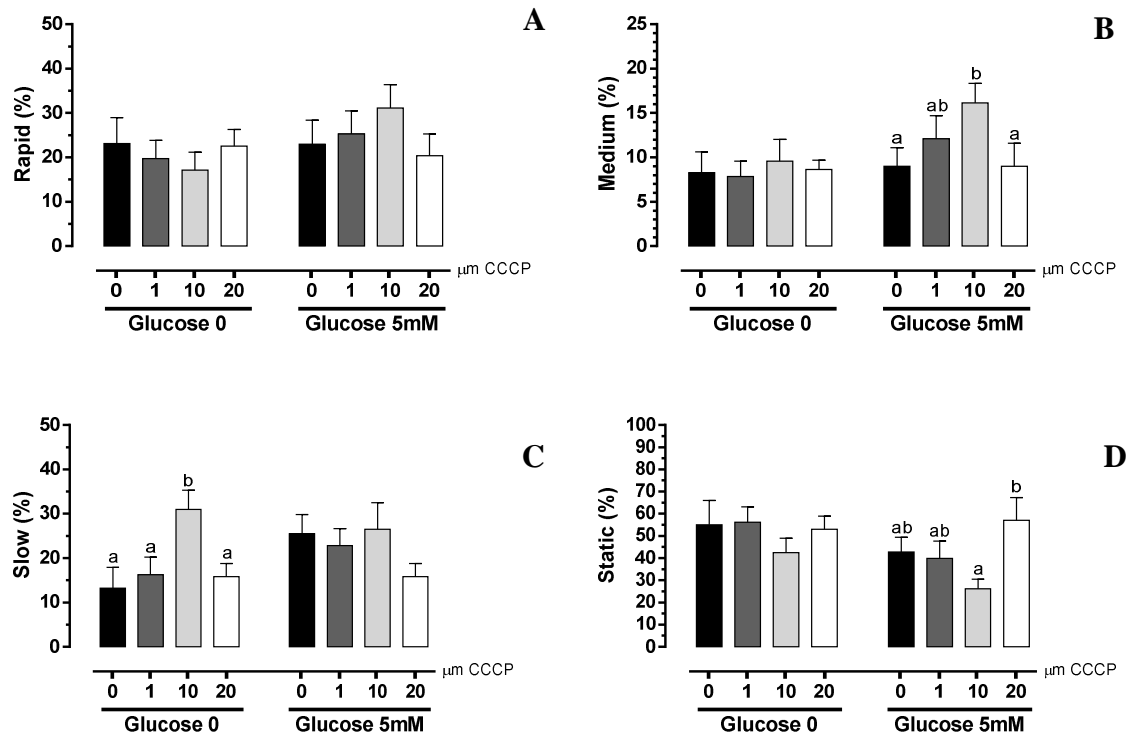 A
Rapid (%)
50
40
30
20
10
0
µm CCCP
0 1 10 20 0 1 10 20
Glucose 0 Glucose 5mM
B
Medium (%)
25
20
15
10
5
0
a ab b a
µm CCCP
0 1 10 20 0 1 10 20
Glucose 0 Glucose 5mM
C
Slow (%)
50
40
30
20
10
0
a a b a
µm CCCP
0 1 10 20 0 1 10 20
Glucose 0 Glucose 5mM
D
Static (%)
100
90
80
70
60
50
40
30
20
10
0
ab ab a b
µm CCCP
0 1 10 20 0 1 10 20
Glucose 0 Glucose 5mM